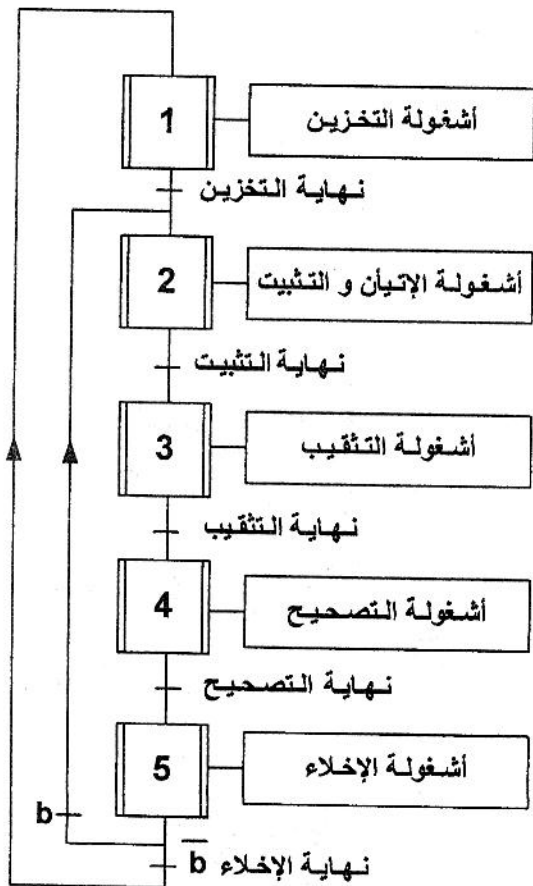 1 أشغولة التخزين
نهاية التخزين
2 أشغولة الإتيأن و التثبيت
نهاية التثبيت
3 أشغولة التثقيب
نهاية التثقيب
4 أشغولة التصحيح
نهاية التصحيح
5 أشغولة الإخلاء
b
b̅ نهاية الإخلاء